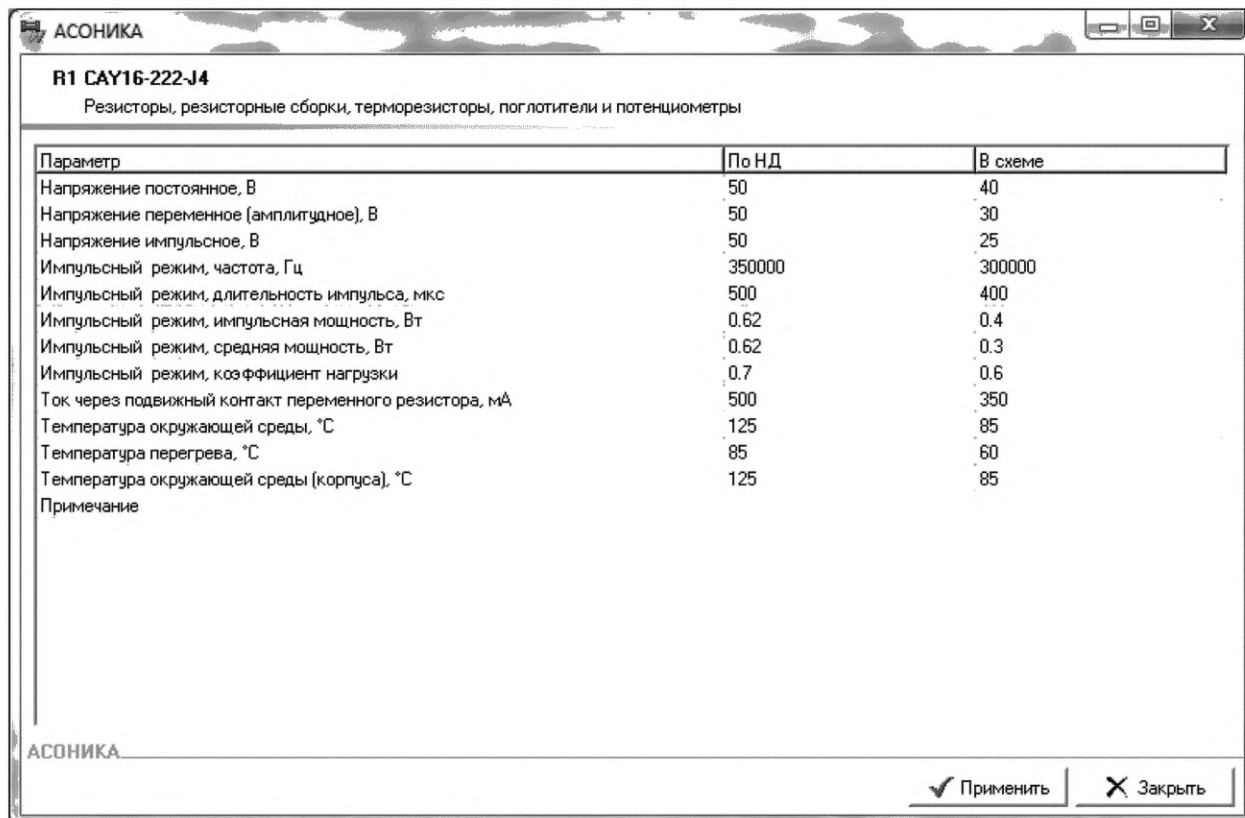 АСОНИКА
R1 CAY16-222-J4
Резисторы, резисторные сборки, терморезисторы, поглотители и потенциометры
Параметр По НД В схеме
Напряжение постоянное, В 50 40
Напряжение переменное (амплитудное), В 50 30
Напряжение импульсное, В 50 25
Импульсный режим, частота, Гц 350000 300000
Импульсный режим, длительность импульса, мкс 500 400
Импульсный режим, импульсная мощность, Вт 0.62 0.4
Импульсный режим, средняя мощность, Вт 0.62 0.3
Импульсный режим, коэффициент нагрузки 0.7 0.6
Ток через подвижный контакт переменного резистора, мА 500 350
Температура окружающей среды, °C 125 85
Температура перегрева, °C 85 60
Температура окружающей среды (корпуса), °C 125 85
Примечание
АСОНИКА
Применить Закрыть